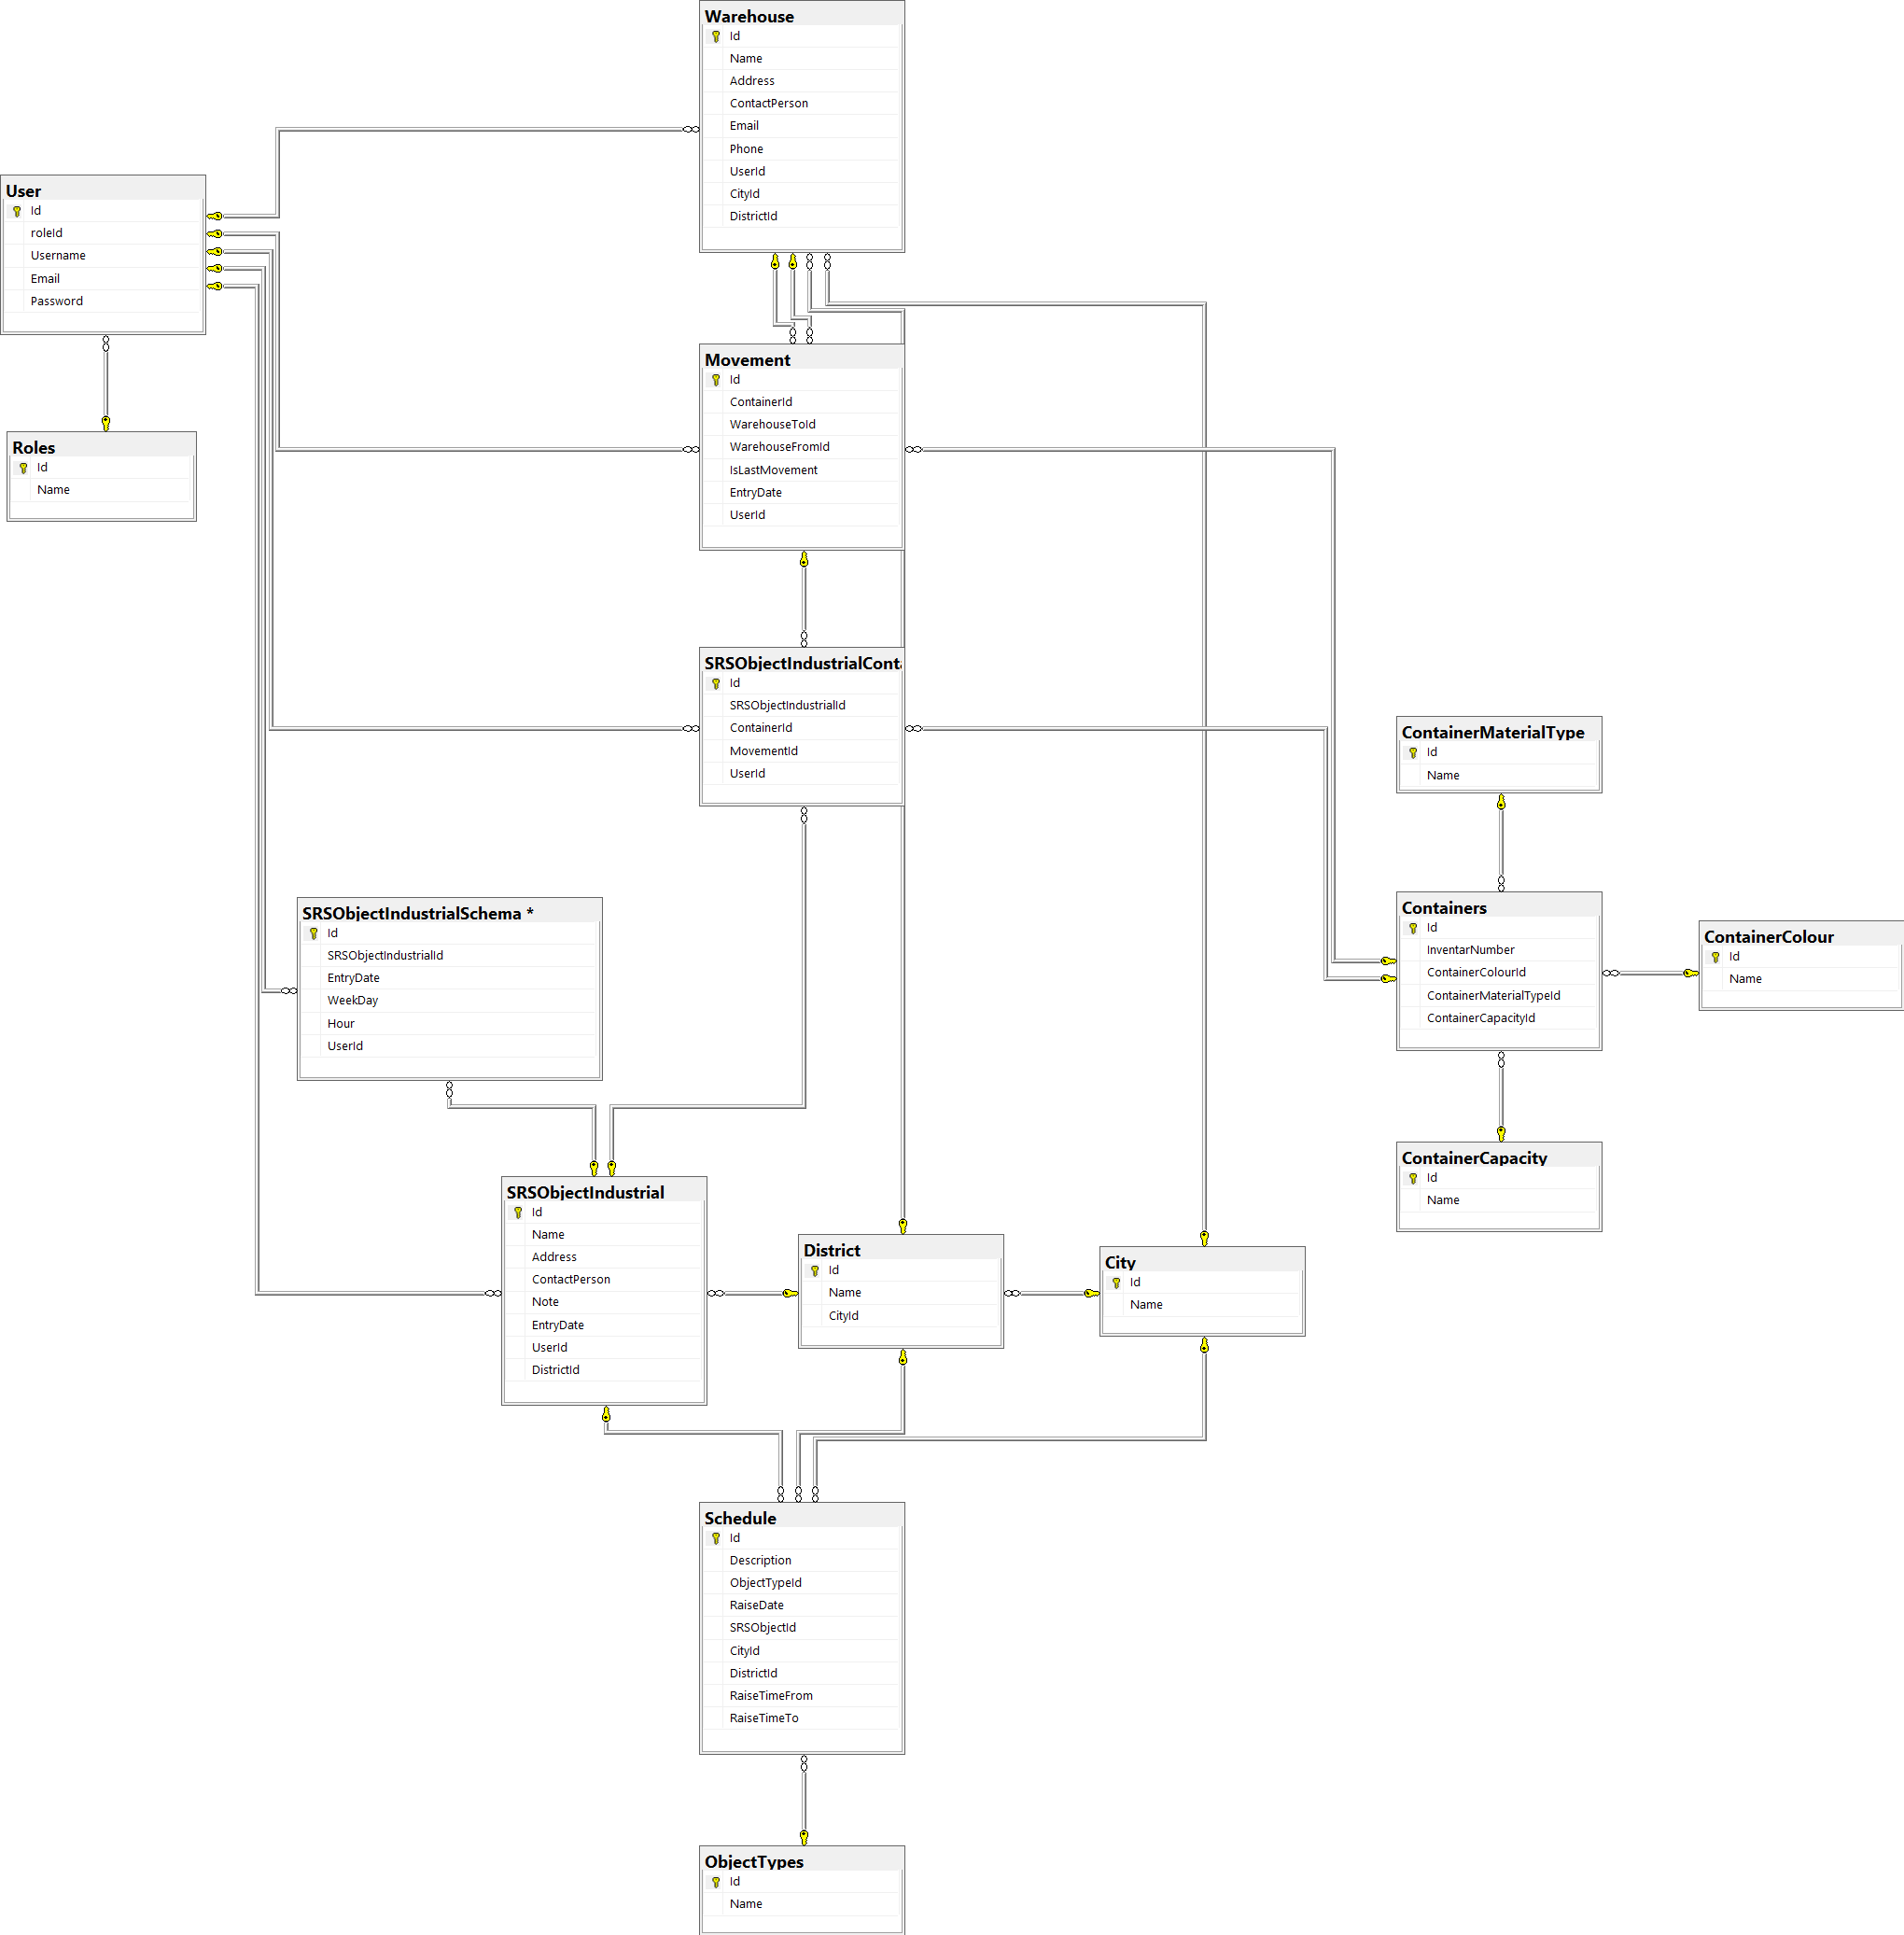 Warehouse
Id
Name
Address
ContactPerson
Email
Phone
UserId
CityId
DistrictId
User
Id
roleId
Username
Email
Password
Roles
Id
Name
Movement
Id
ContainerId
WarehouseToId
WarehouseFromId
IsLastMovement
EntryDate
UserId
SRSObjectIndustrialConta
Id
SRSObjectIndustrialId
ContainerId
MovementId
UserId
ContainerMaterialType
Id
Name
SRSObjectIndustrialSchema *
Id
SRSObjectIndustrialId
EntryDate
WeekDay
Hour
UserId
Containers
Id
InventarNumber
ContainerColourId
ContainerMaterialTypeId
ContainerCapacityId
ContainerColour
Id
Name
ContainerCapacity
Id
Name
SRSObjectIndustrial
Id
Name
Address
ContactPerson
Note
EntryDate
UserId
DistrictId
District
Id
Name
CityId
City
Id
Name
Schedule
Id
Description
ObjectTypeId
RaiseDate
SRSObjectId
CityId
DistrictId
RaiseTimeFrom
RaiseTimeTo
ObjectTypes
Id
Name